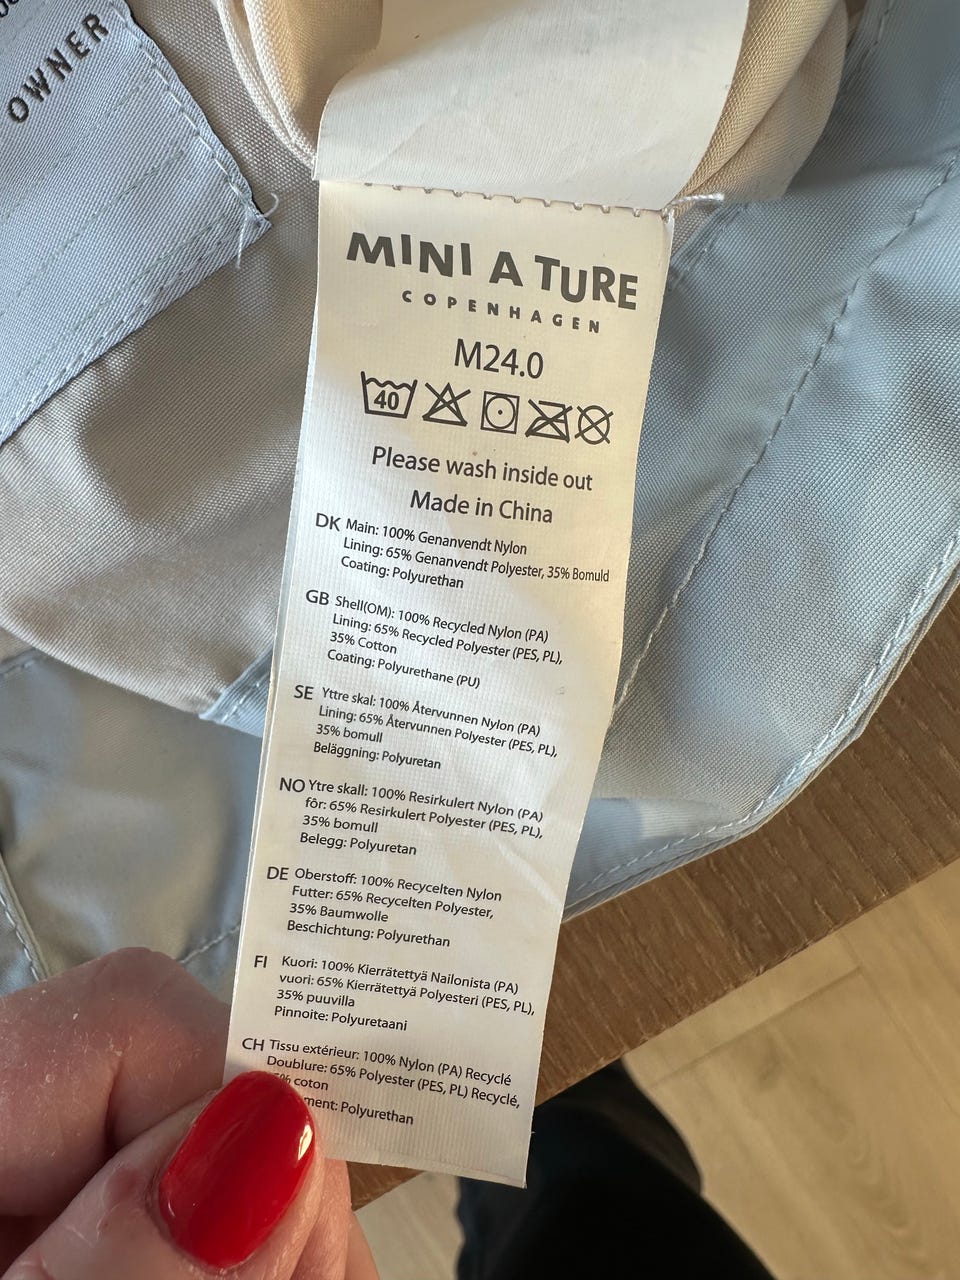 OWNER
MINI A TURE
COPENHAGEN
M24.0
40
Please wash inside out
Made in China
DK Main: 100% Genanvendt Nylon
Lining: 65% Genanvendt Polyester, 35% Bomuld
Coating: Polyurethan
GB Shell(OM): 100% Recycled Nylon (PA)
Lining: 65% Recycled Polyester (PES, PL),
35% Cotton
Coating: Polyurethane (PU)
SE Yttre skal: 100% Återvunnen Nylon (PA)
Lining: 65% Återvunnen Polyester (PES, PL),
35% bomull
Beläggning: Polyuretan
NO Ytre skall: 100% Resirkulert Nylon (PA)
fôr: 65% Resirkulert Polyester (PES, PL),
35% bomull
Belegg: Polyuretan
DE Oberstoff: 100% Recycelten Nylon
Futter: 65% Recycelten Polyester,
35% Baumwolle
Beschichtung: Polyurethan
FI Kuori: 100% Kierrätettyä Nailonista (PA)
vuori: 65% Kierrätettyä Polyesteri (PES, PL),
35% puuvilla
Pinnoite: Polyuretaani
CH Tissu extérieur: 100% Nylon (PA) Recyclé
Doublure: 65% Polyester (PES, PL) Recyclé,
coton
Polyurethan